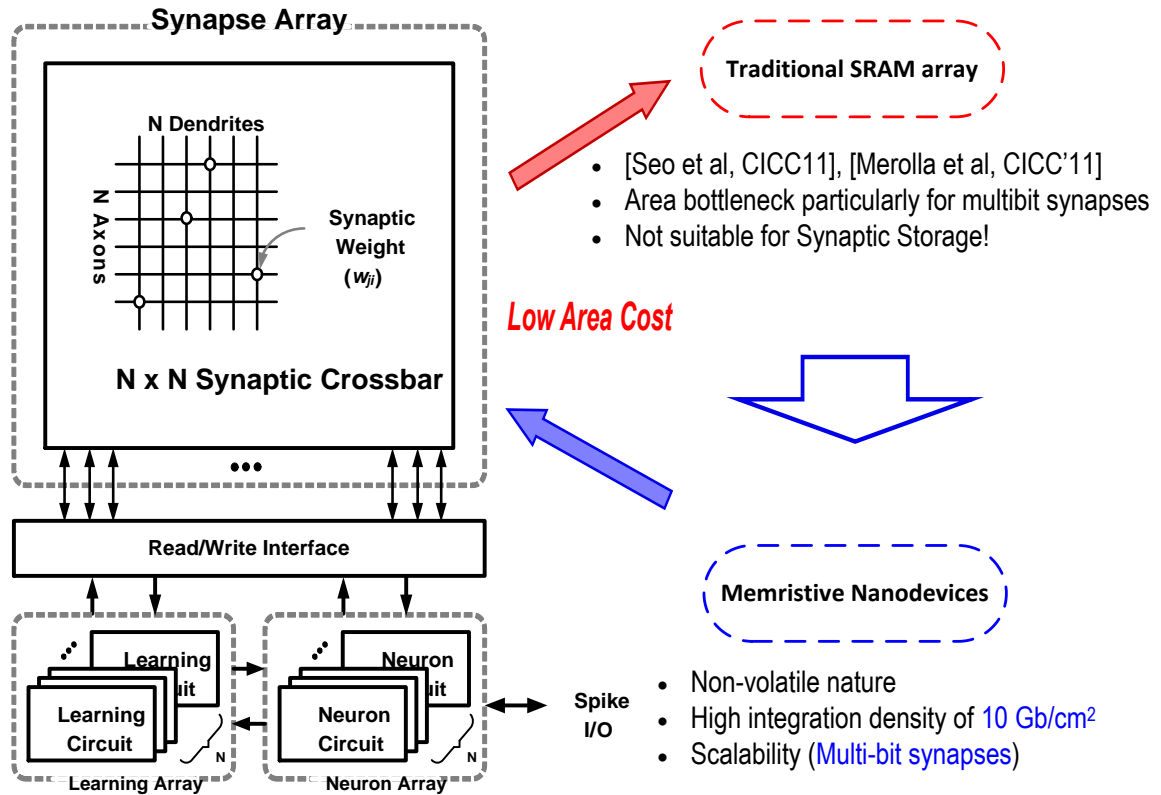 Synapse Array
N Dendrites
N Axons
Synaptic
Weight
(wji)
N x N Synaptic Crossbar
•••
Read/Write Interface
Learning
uit
Learning
Circuit
N
Learning Array
Neuron
uit
Neuron
Circuit
N
Neuron Array
Spike
I/O
Traditional SRAM array
• [Seo et al, CICC11], [Merolla et al, CICC'11]
• Area bottleneck particularly for multibit synapses
• Not suitable for Synaptic Storage!
Low Area Cost
Memristive Nanodevices
• Non-volatile nature
• High integration density of 10 Gb/cm²
• Scalability (Multi-bit synapses)